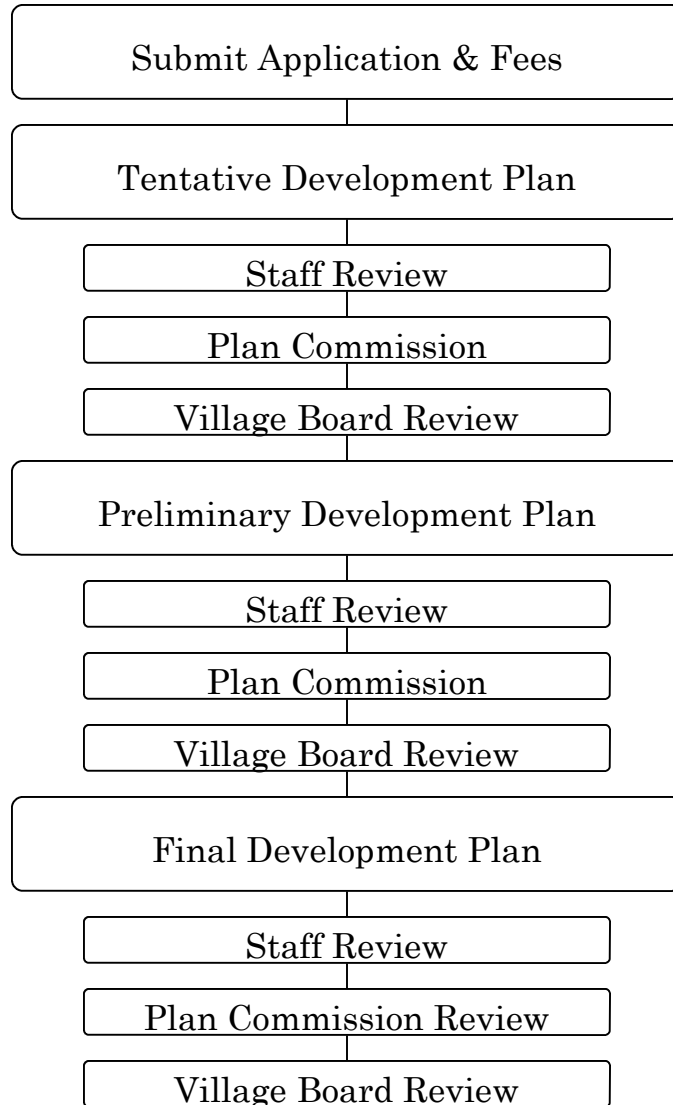 Submit Application & Fees
Tentative Development Plan
Staff Review
Plan Commission
Village Board Review
Preliminary Development Plan
Staff Review
Plan Commission
Village Board Review
Final Development Plan
Staff Review
Plan Commission Review
Village Board Review